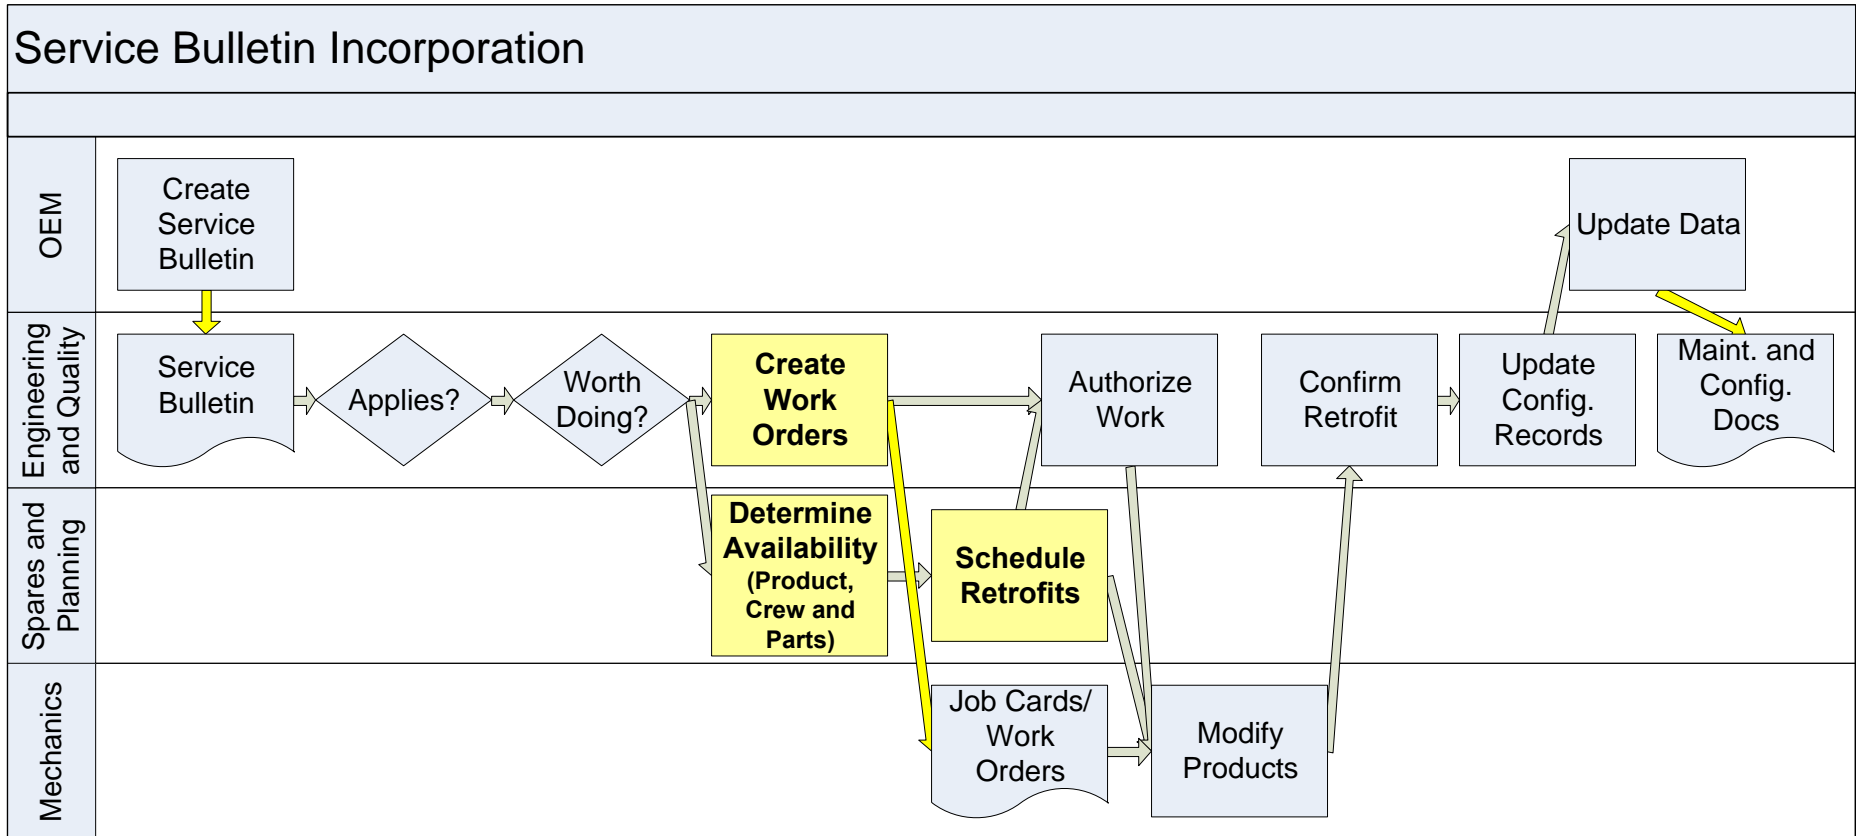 Service Bulletin Incorporation
OEM
Create
Service
Bulletin
Update Data
Engineering
and Quality
Service
Bulletin
Applies?
Worth
Doing?
Create
Work
Orders
Authorize
Work
Confirm
Retrofit
Update
Config.
Records
Maint. and
Config.
Docs
Spares and
Planning
Determine
Availability
(Product,
Crew and
Parts)
Schedule
Retrofits
Mechanics
Job Cards/
Work
Orders
Modify
Products